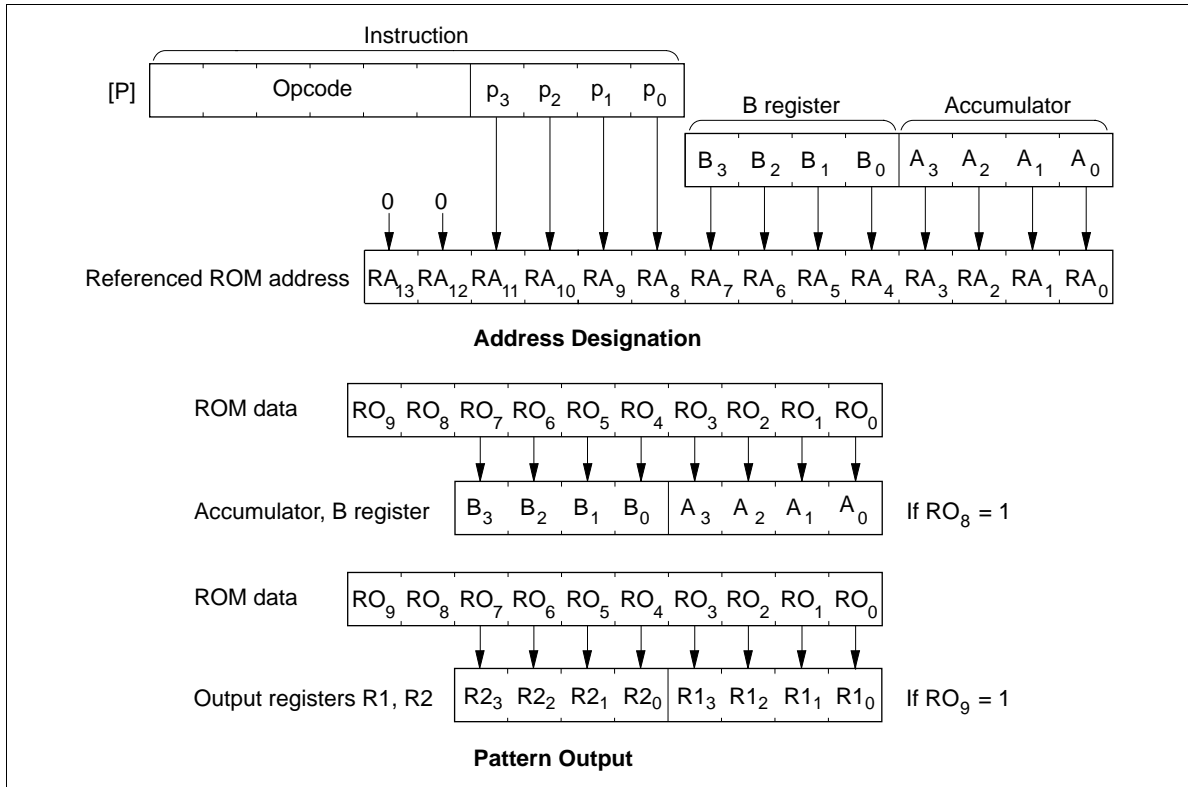 Instruction
[P] Opcode p3 p2 p1 p0
B register Accumulator
B3 B2 B1 B0 A3 A2 A1 A0
0 0
Referenced ROM address RA13 RA12 RA11 RA10 RA9 RA8 RA7 RA6 RA5 RA4 RA3 RA2 RA1 RA0
Address Designation
ROM data RO9 RO8 RO7 RO6 RO5 RO4 RO3 RO2 RO1 RO0
Accumulator, B register B3 B2 B1 B0 A3 A2 A1 A0 If RO8 = 1
ROM data RO9 RO8 RO7 RO6 RO5 RO4 RO3 RO2 RO1 RO0
Output registers R1, R2 R23 R22 R21 R20 R13 R12 R11 R10 If RO9 = 1
Pattern Output